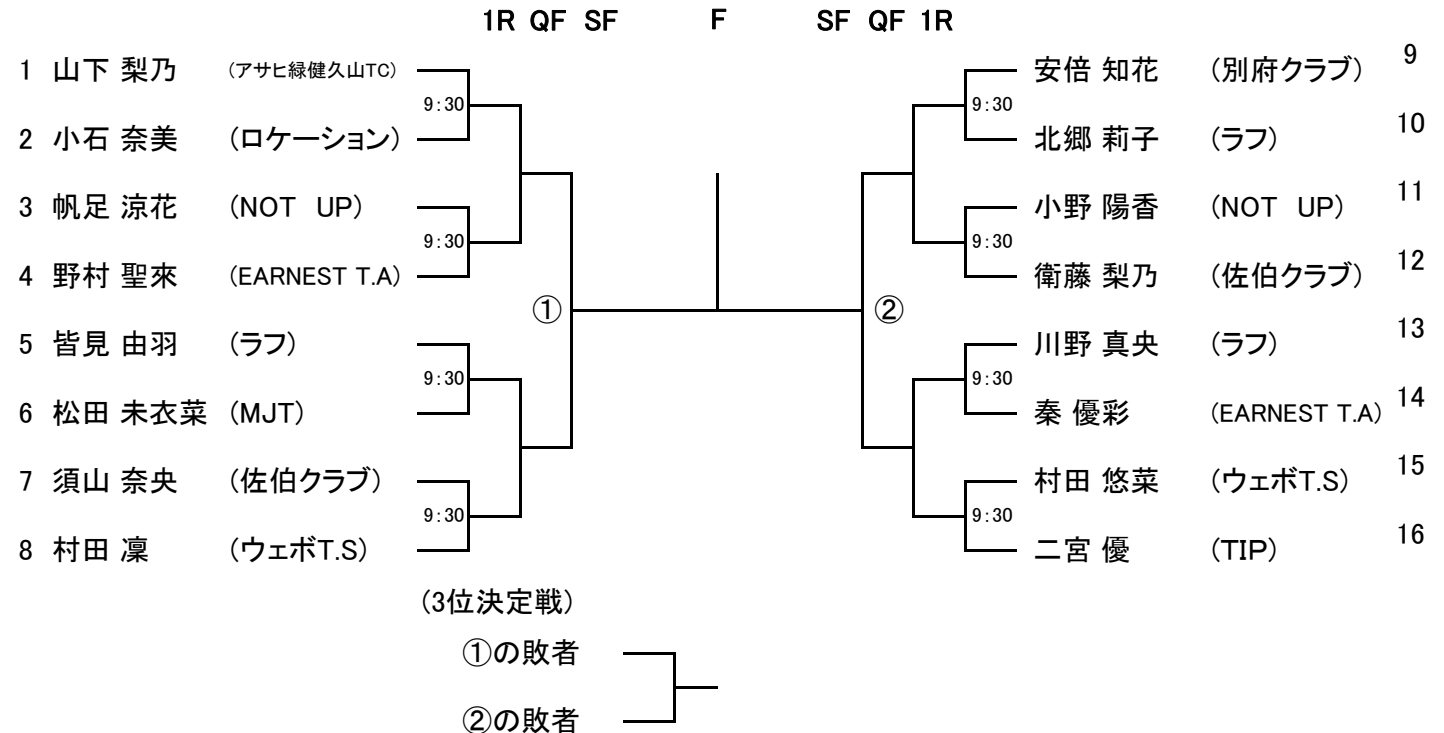 1R QF SF F SF QF 1R
1 山下 梨乃 (アサヒ緑健久山TC) 安倍 知花 (別府クラブ) 9
9:30 9:30
2 小石 奈美 (ロケーション) 北郷 莉子 (ラフ) 10
3 帆足 涼花 (NOT UP) 小野 陽香 (NOT UP) 11
9:30 9:30
4 野村 聖來 (EARNEST T.A) 衛藤 梨乃 (佐伯クラブ) 12
① ②
5 皆見 由羽 (ラフ) 川野 真央 (ラフ) 13
9:30 9:30
6 松田 未衣菜 (MJT) 秦 優彩 (EARNEST T.A) 14
7 須山 奈央 (佐伯クラブ) 村田 悠菜 (ウェボT.S) 15
9:30 9:30
8 村田 凜 (ウェボT.S) 二宮 優 (TIP) 16
(3位決定戦)
①の敗者
②の敗者